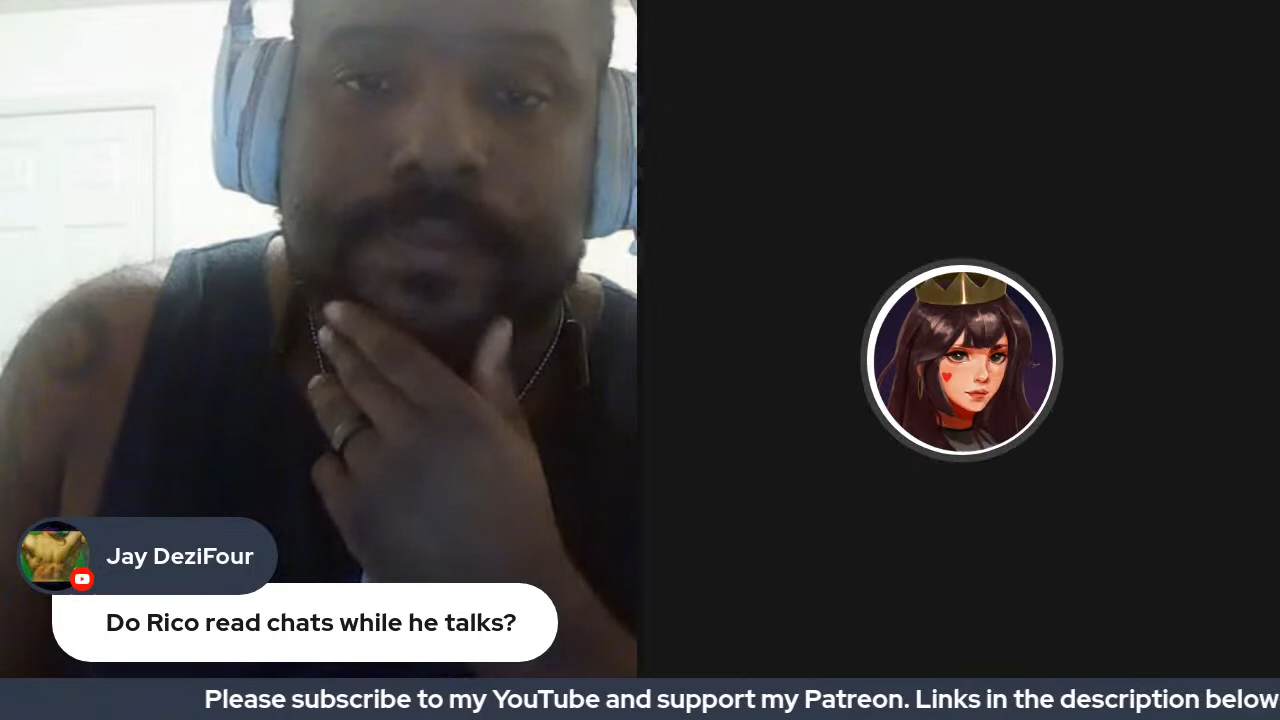 Jay DeziFour
Do Rico read chats while he talks?
Please subscribe to my YouTube and support my Patreon. Links in the description below